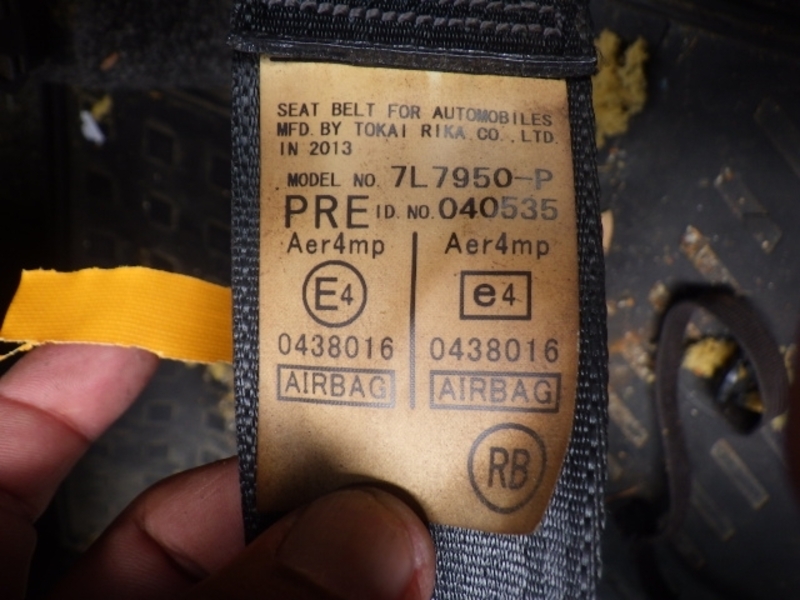 SEAT BELT FOR AUTOMOBILES
MFD. BY TOKAI RIKA CO., LTD.
IN 2013
MODEL NO. 7L7950-P
PRE I D. NO. 040535
Aer4mp Aer4mp
E4 e4
0438016 0438016
AIRBAG AIRBAG
RB